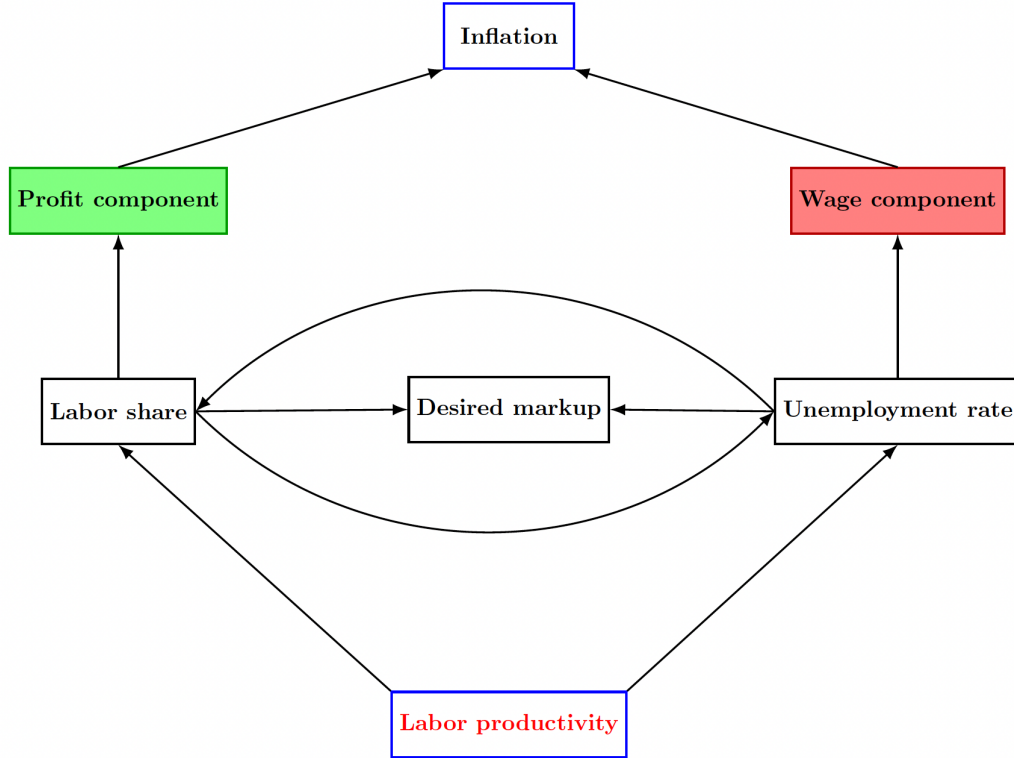 Inflation
Profit component
Wage component
Labor share
Desired markup
Unemployment rate
Labor productivity